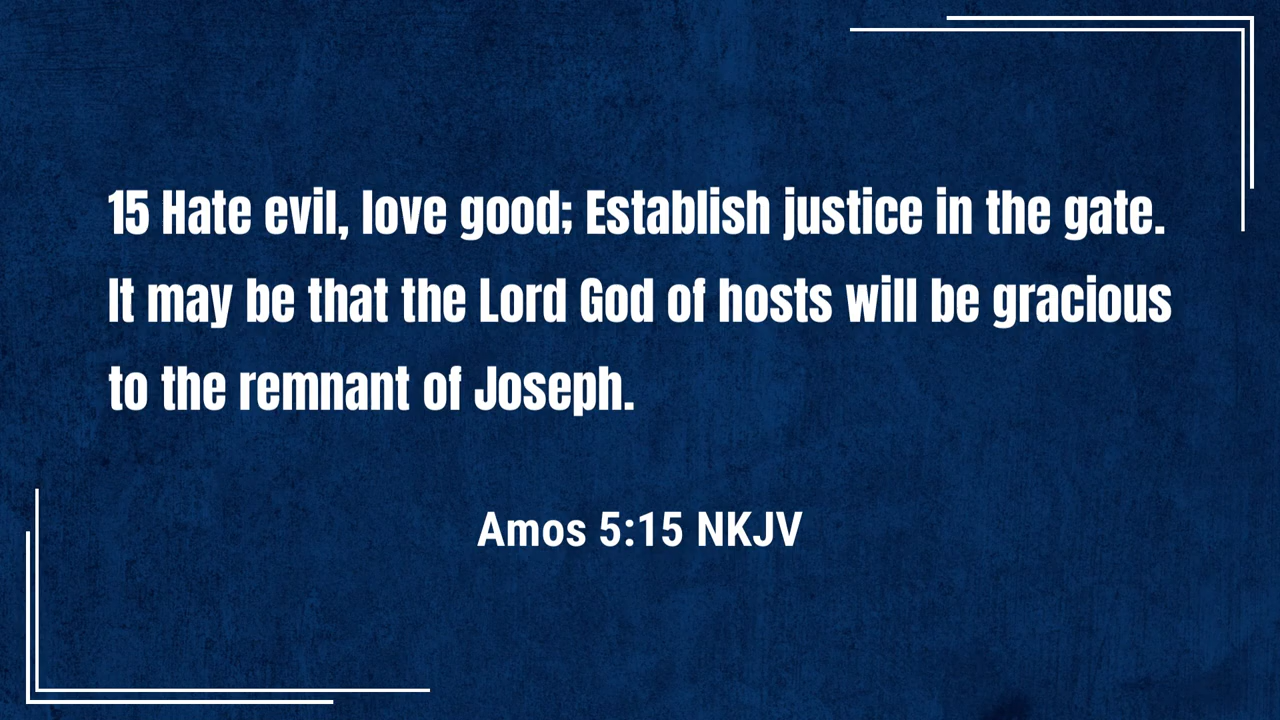 15 Hate evil, love good; Establish justice in the gate.
It may be that the Lord God of hosts will be gracious
to the remnant of Joseph.
Amos 5:15 NKJV